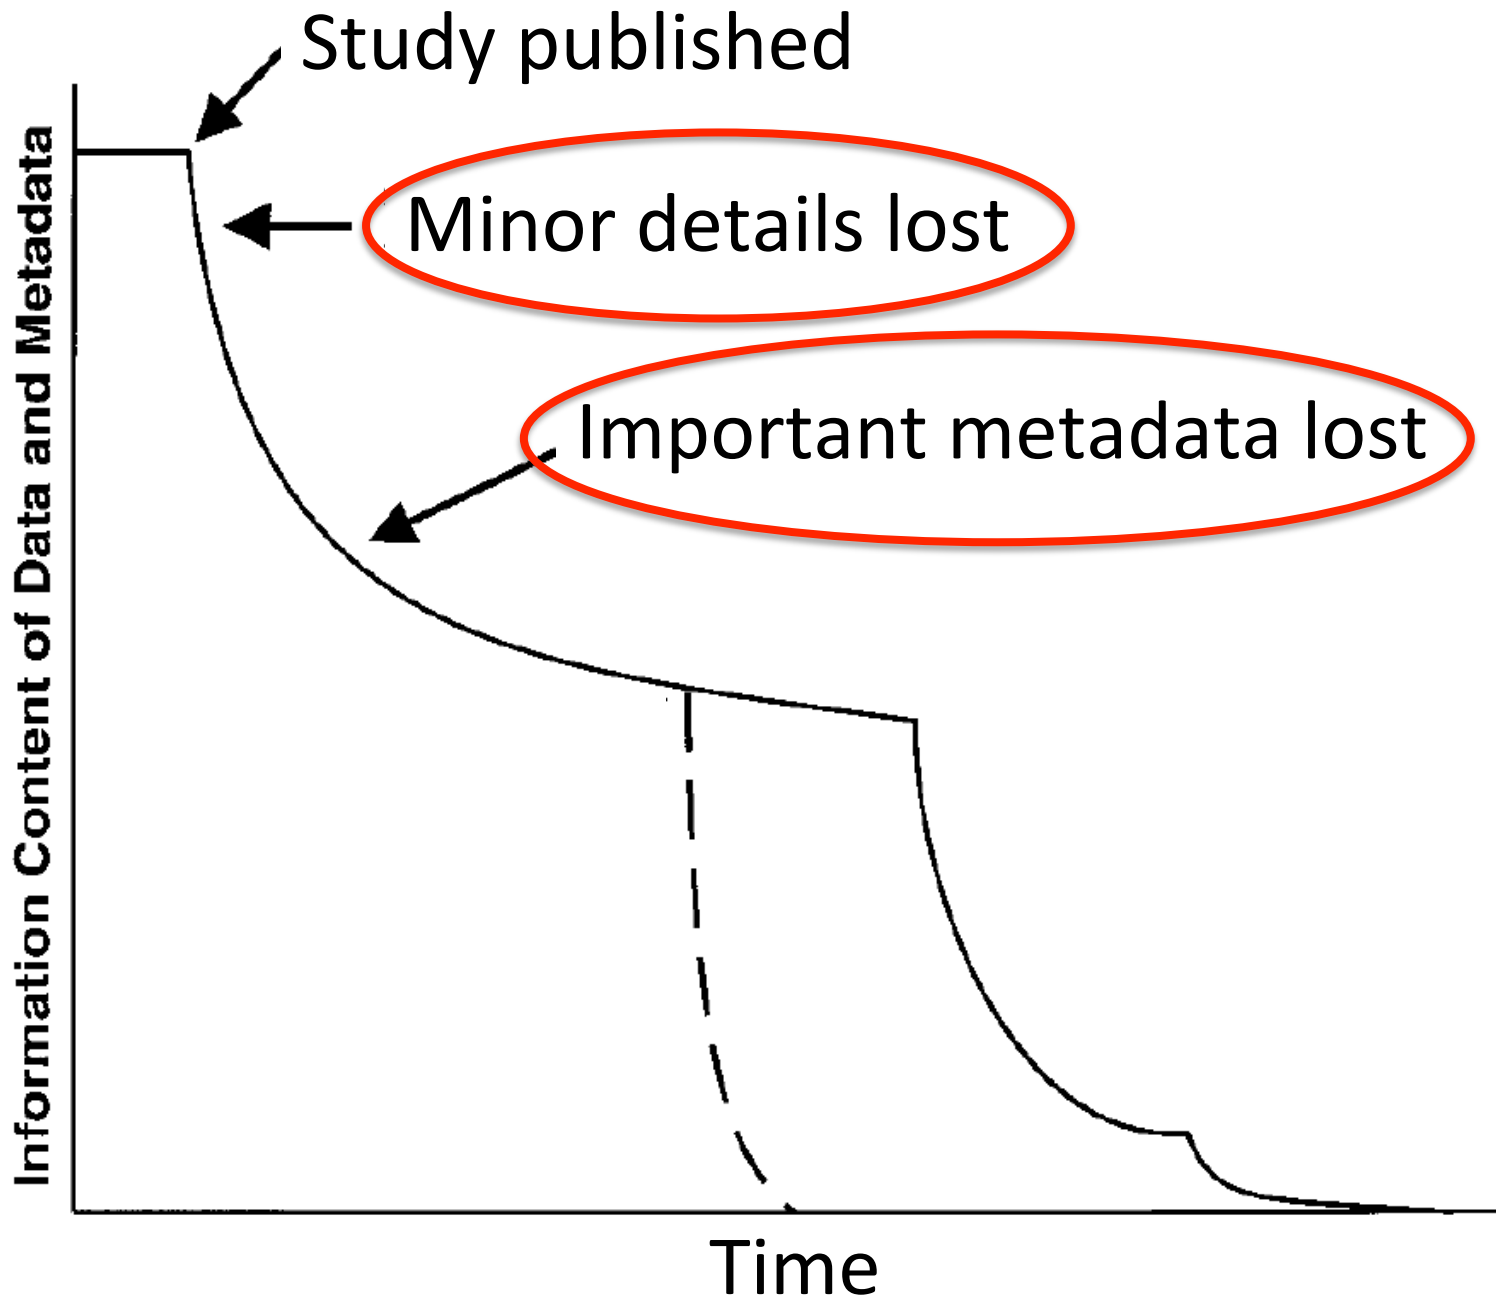 Study published
Minor details lost
Important metadata lost
Information Content of Data and Metadata
Time